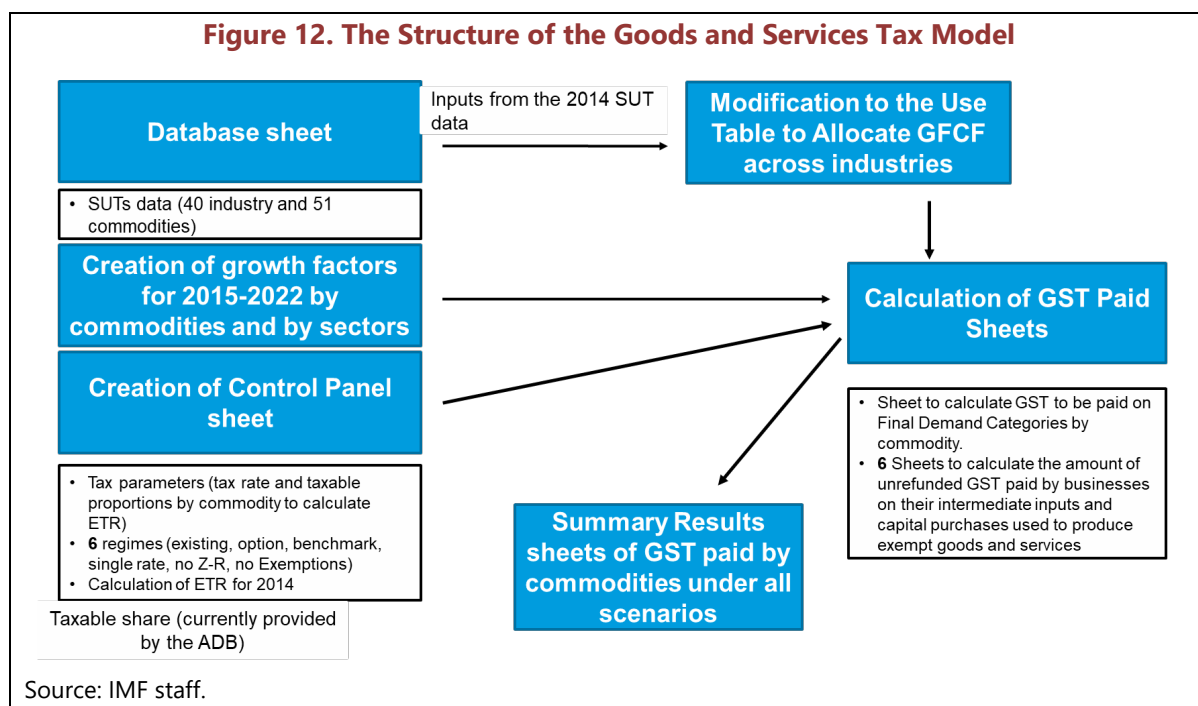 Figure 12. The Structure of the Goods and Services Tax Model
Database sheet
Inputs from the 2014 SUT
data
Modification to the Use
Table to Allocate GFCF
across industries
• SUTs data (40 industry and 51
commodities)
Creation of growth factors
for 2015-2022 by
commodities and by sectors
Calculation of GST Paid
Sheets
Creation of Control Panel
sheet
• Sheet to calculate GST to be paid on
Final Demand Categories by
commodity.
• 6 Sheets to calculate the amount of
unrefunded GST paid by businesses
on their intermediate inputs and
capital purchases used to produce
exempt goods and services
• Tax parameters (tax rate and taxable
proportions by commodity to calculate
ETR)
• 6 regimes (existing, option, benchmark,
single rate, no Z-R, no Exemptions)
• Calculation of ETR for 2014
Summary Results
sheets of GST paid by
commodities under all
scenarios
Taxable share (currently provided
by the ADB)
Source: IMF staff.